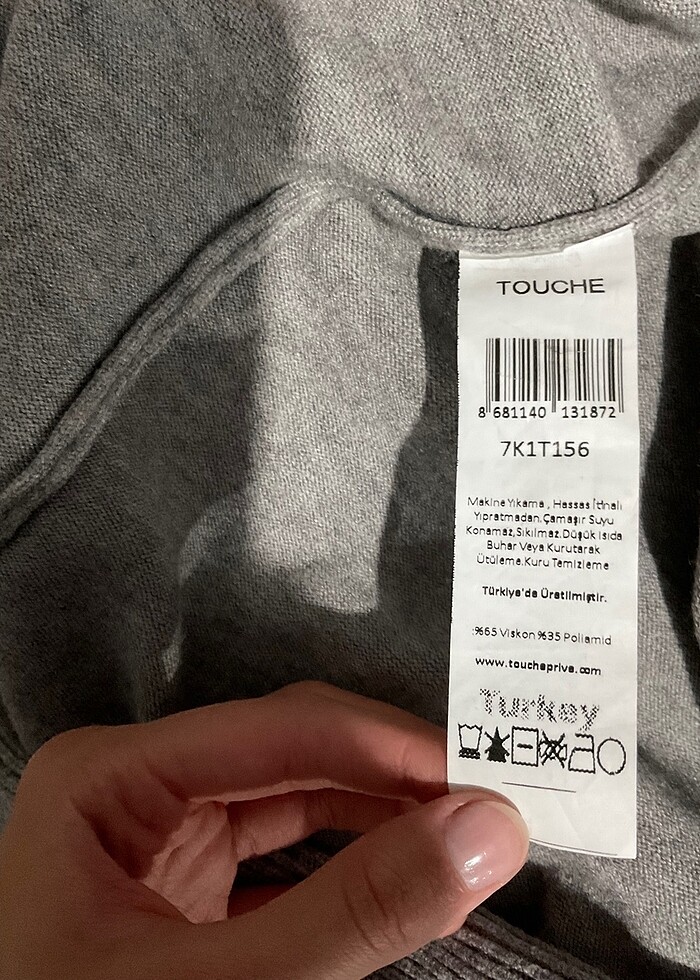 TOUCHE
8 681140 131872
7K1T156
Makine Yıkama , Hassas İtinalı
Yıpratmadan.Çamaşır Suyu
Konamaz,Sıkılmaz.Düşük Isıda
Buhar Veya Kurutarak
Ütüleme.Kuru Temizleme
Türkiye'de Üretilmiştir.
:%65 Viskon %35 Poliamid
www.toucheprive.com
Turkey